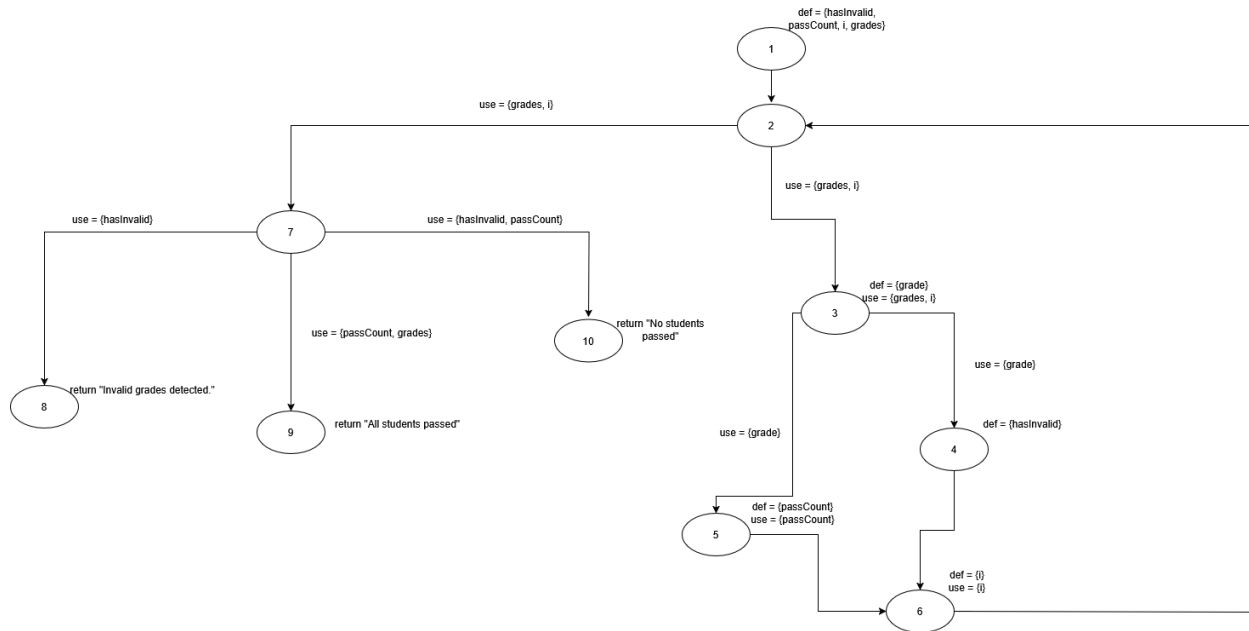 def = {hasInvalid,
passCount, i, grades}
1
use = {grades, i}
2
use = {grades, i}
use = {hasInvalid}
7
use = {hasInvalid, passCount}
def = {grade}
use = {grades, i}
3
use = {passCount, grades}
10
return "No students
passed"
use = {grade}
8
return "Invalid grades detected."
9
return "All students passed"
use = {grade}
def = {hasInvalid}
4
def = {passCount}
use = {passCount}
5
def = {i}
use = {i}
6